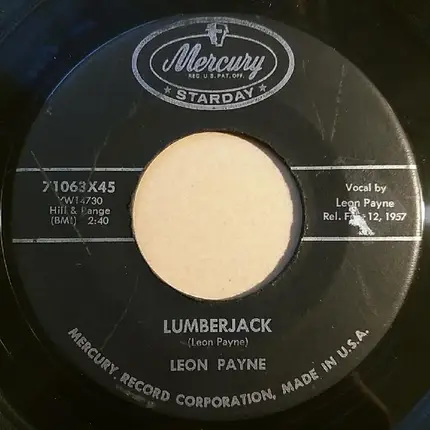 Mercury
REG. U.S. PAT. OFF.
★ STARDAY ★
71063X45
YW14730
Hill & Range
(BMI) 2:40
Vocal by
Leon Payne
Rel. 12, 1957
LUMBERJACK
(Leon Payne)
LEON PAYNE
MERCURY RECORD CORPORATION, MADE IN U.S.A.